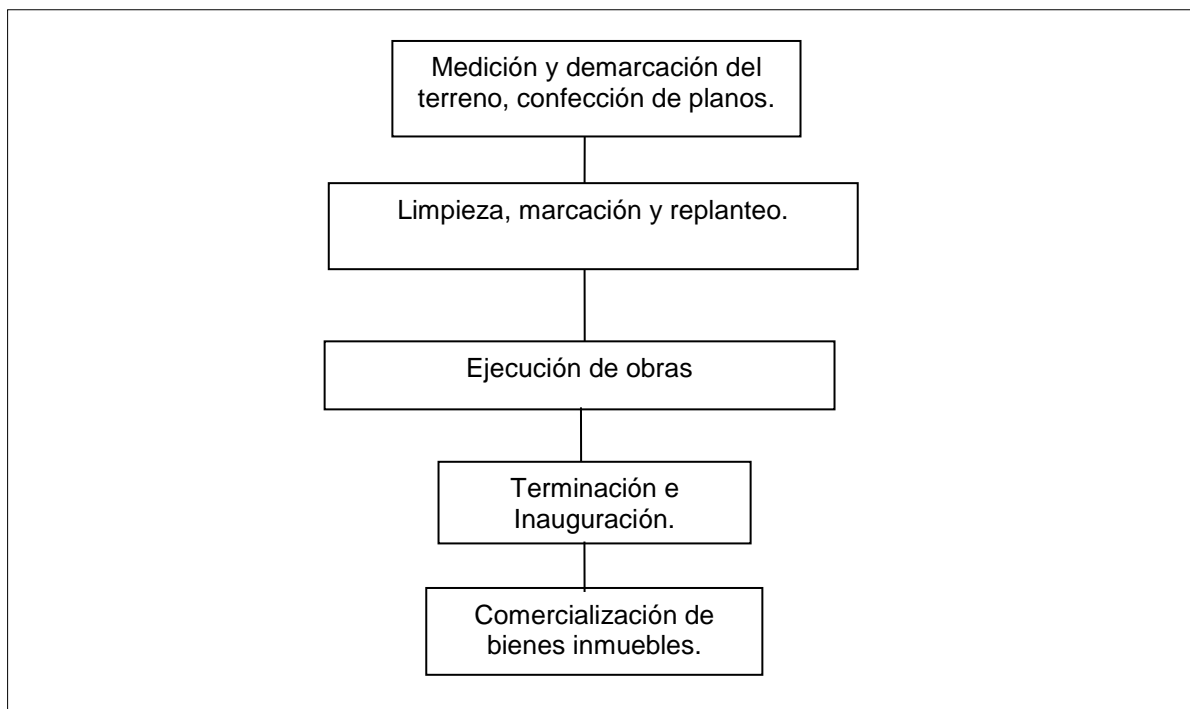 Medición y demarcación del
terreno, confección de planos.
Limpieza, marcación y replanteo.
Ejecución de obras
Terminación e
Inauguración.
Comercialización de
bienes inmuebles.